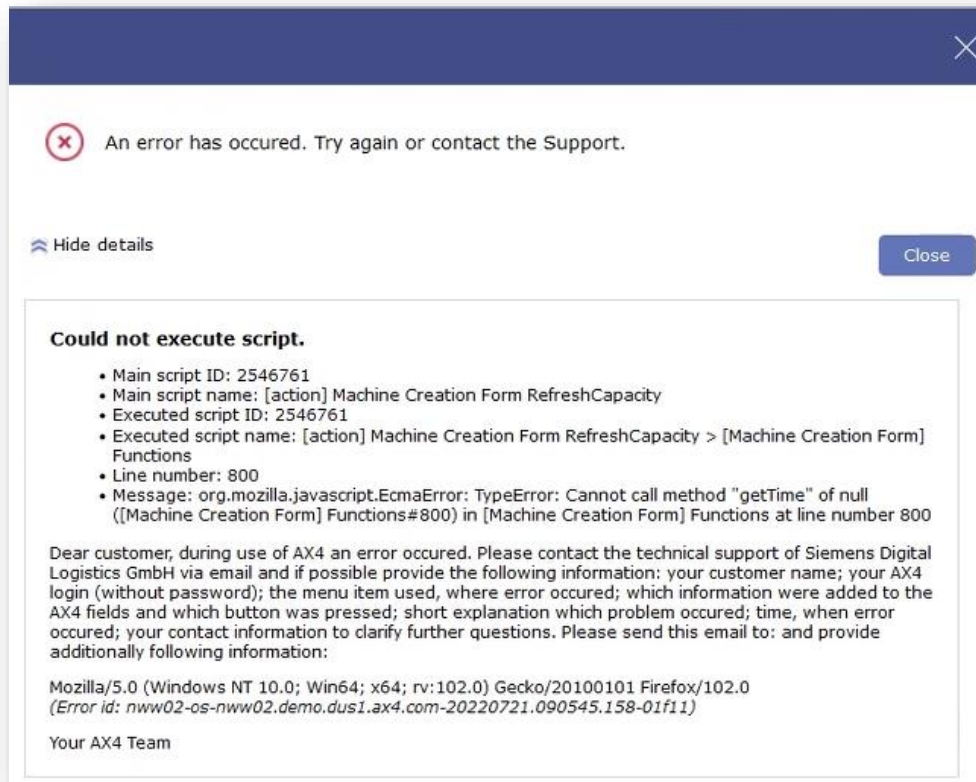 An error has occured. Try again or contact the Support.
Hide details
Close
Could not execute script.
• Main script ID: 2546761
• Main script name: [action] Machine Creation Form RefreshCapacity
• Executed script ID: 2546761
• Executed script name: [action] Machine Creation Form RefreshCapacity > [Machine Creation Form]
Functions
• Line number: 800
• Message: org.mozilla.javascript.EcmaError: TypeError: Cannot call method "getTime" of null
([Machine Creation Form] Functions#800) in [Machine Creation Form] Functions at line number 800
Dear customer, during use of AX4 an error occured. Please contact the technical support of Siemens Digital
Logistics GmbH via email and if possible provide the following information: your customer name; your AX4
login (without password); the menu item used, where error occured; which information were added to the
AX4 fields and which button was pressed; short explanation which problem occured; time, when error
occured; your contact information to clarify further questions. Please send this email to: and provide
additionally following information:
Mozilla/5.0 (Windows NT 10.0; Win64; x64; rv:102.0) Gecko/20100101 Firefox/102.0
(Error id: nww02-os-nww02.demo.dus1.ax4.com-20220721.090545.158-01f11)
Your AX4 Team